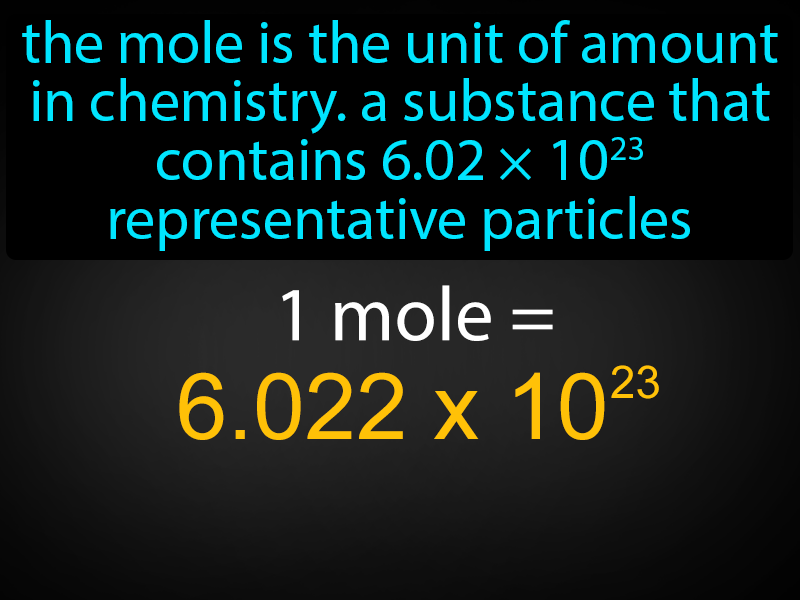 the mole is the unit of amount
in chemistry. a substance that
contains 6.02 × 10²³
representative particles
1 mole =
6.022 x 10²³